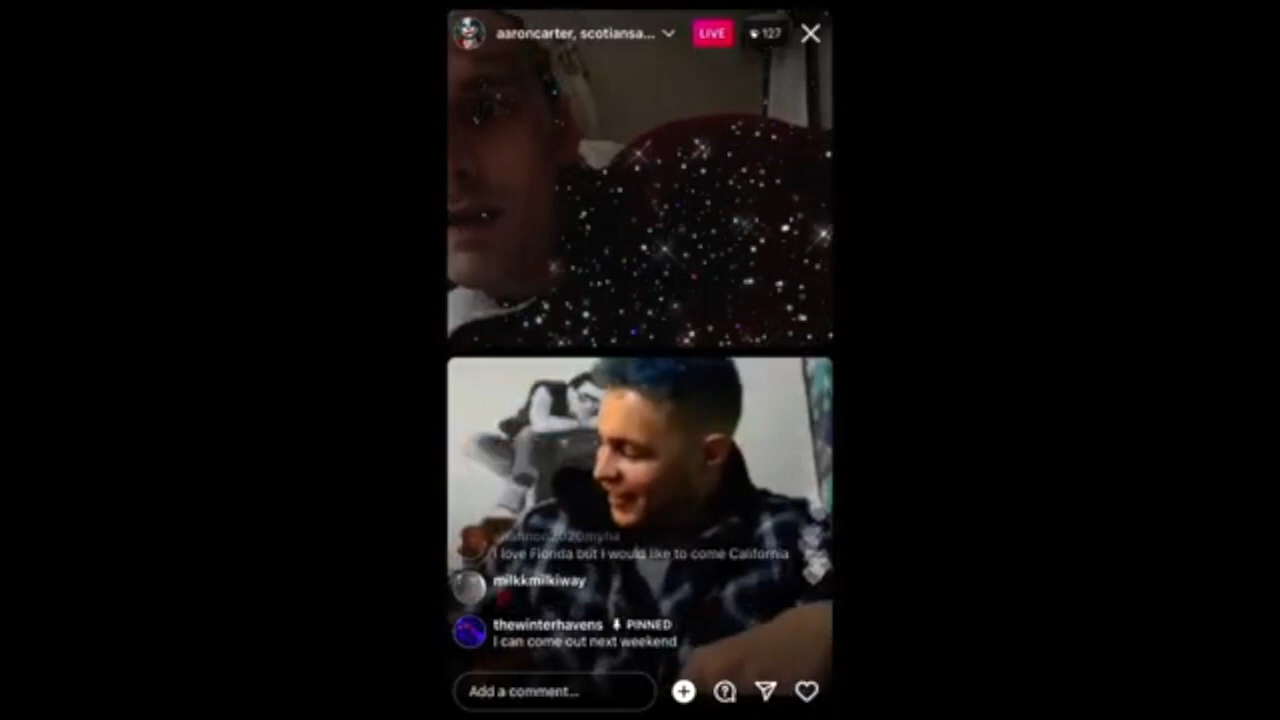 aaroncarter, scotiansa...
LIVE
127
I love Florida but I would like to come California
milkkmilkiway
thewinterhavens PINNED
I can come out next weekend
Add a comment...